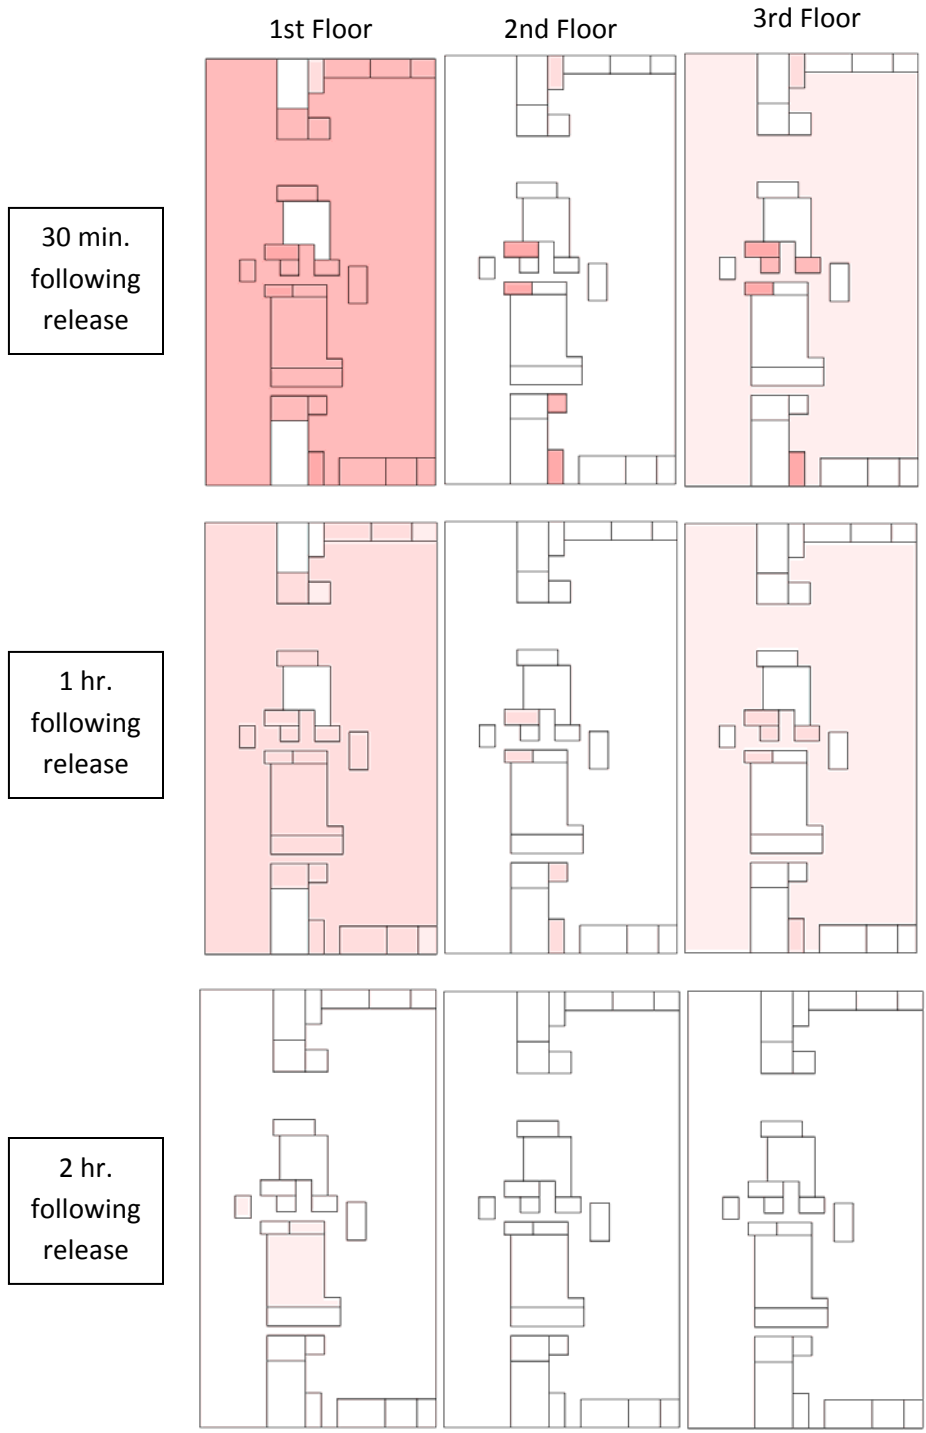 1st Floor
2nd Floor
3rd Floor
30 min.
following
release
1 hr.
following
release
2 hr.
following
release